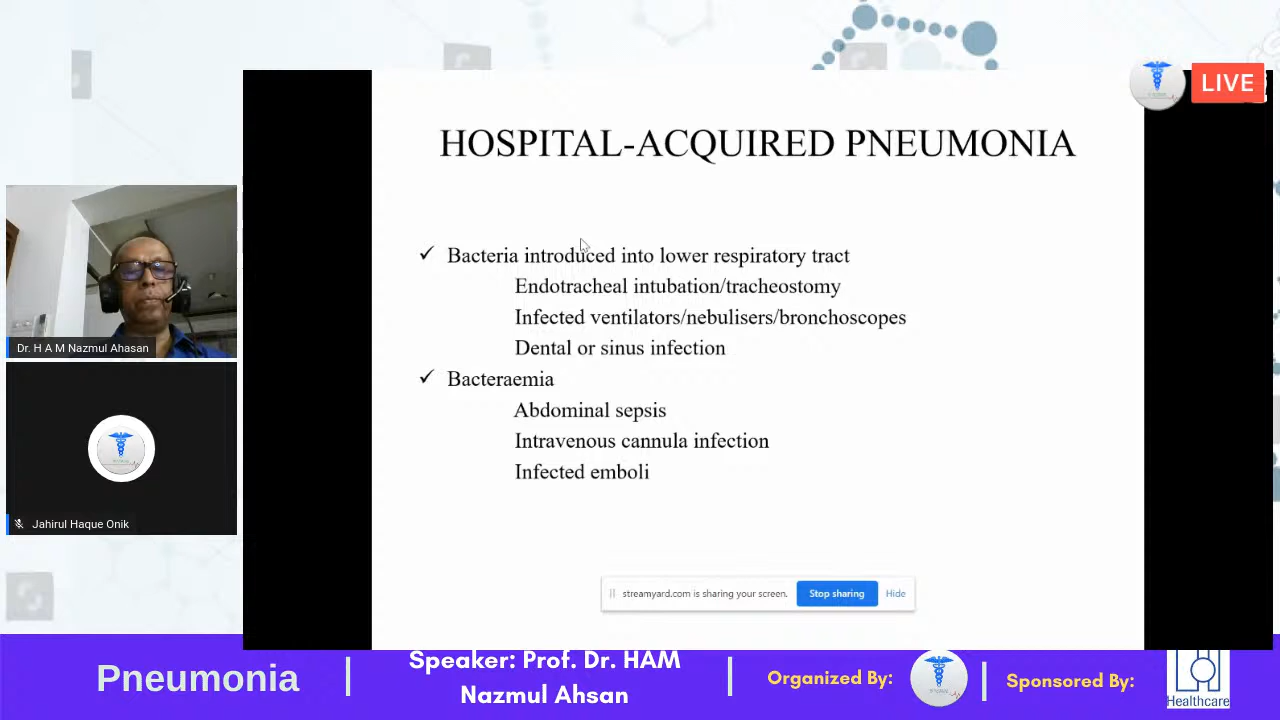 LIVE
HOSPITAL-ACQUIRED PNEUMONIA
✓ Bacteria introduced into lower respiratory tract
Endotracheal intubation/tracheostomy
Infected ventilators/nebulisers/bronchoscopes
Dental or sinus infection
✓ Bacteraemia
Abdominal sepsis
Intravenous cannula infection
Infected emboli
Dr. H A M Nazmul Ahasan
Jahirul Haque Onik
streamyard.com is sharing your screen. Stop sharing Hide
Pneumonia
Speaker: Prof. Dr. HAM
Nazmul Ahsan
Organized By:
Sponsored By:
Healthcare